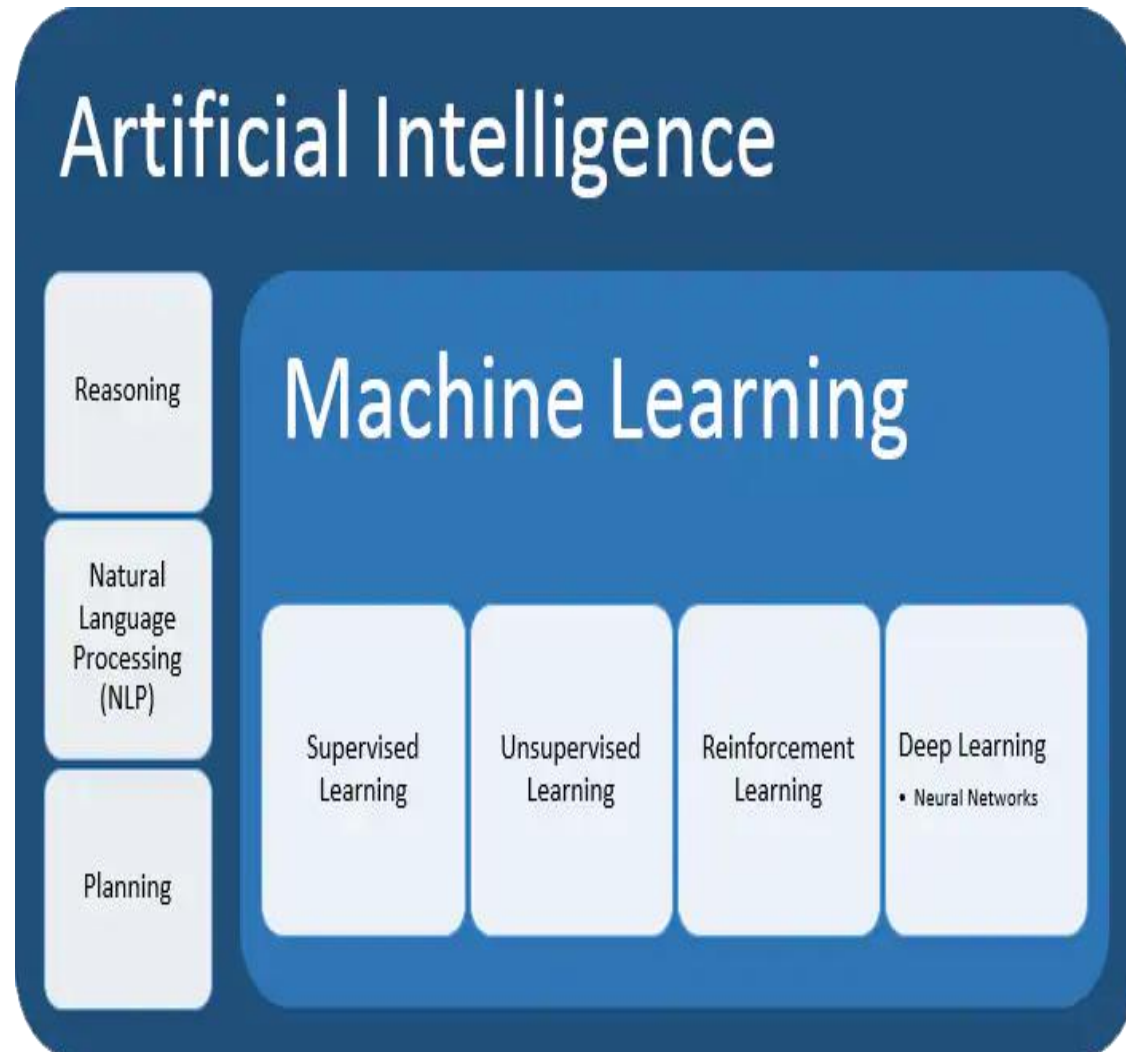 Artificial Intelligence
Reasoning
Natural
Language
Processing
(NLP)
Planning
Machine Learning
Supervised
Learning
Unsupervised
Learning
Reinforcement
Learning
Deep Learning
• Neural Networks